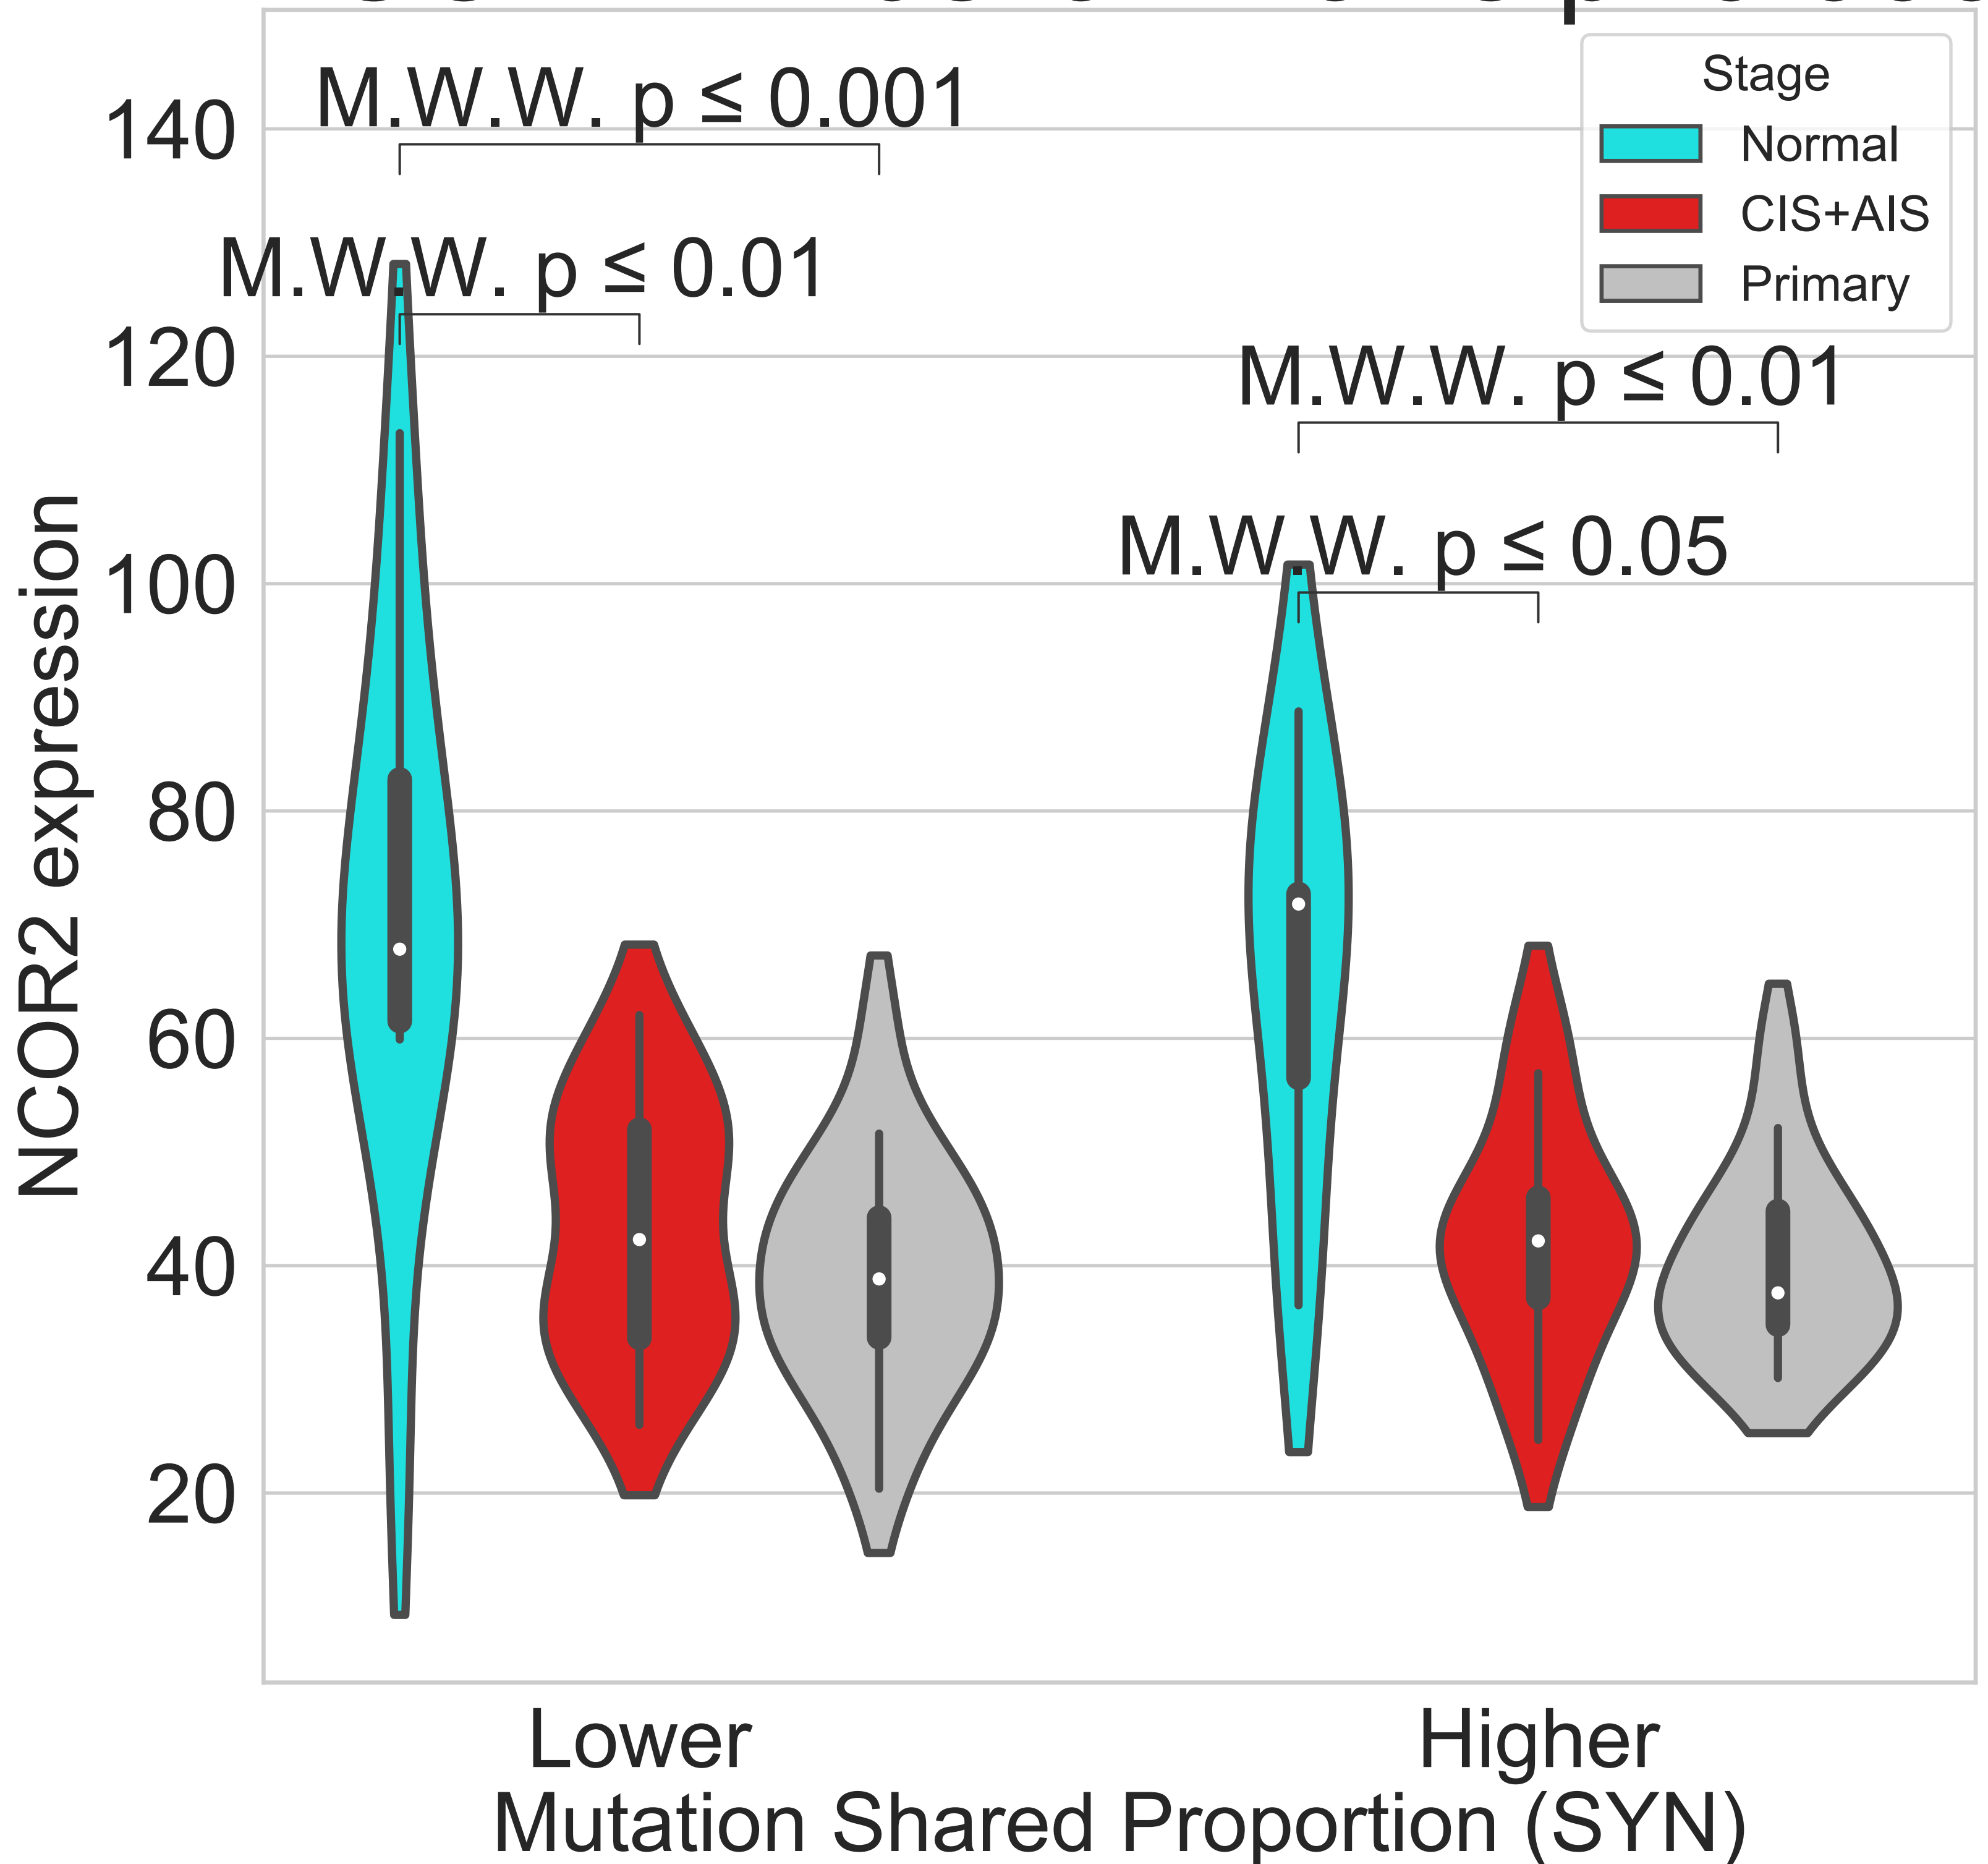 M.W.W. p ≤ 0.001
M.W.W. p ≤ 0.01
M.W.W. p ≤ 0.01
M.W.W. p ≤ 0.05
Stage
Normal
CIS+AIS
Primary
140
120
100
80
60
40
20
NCOR2 expression
Lower
Higher
Mutation Shared Proportion (SYN)